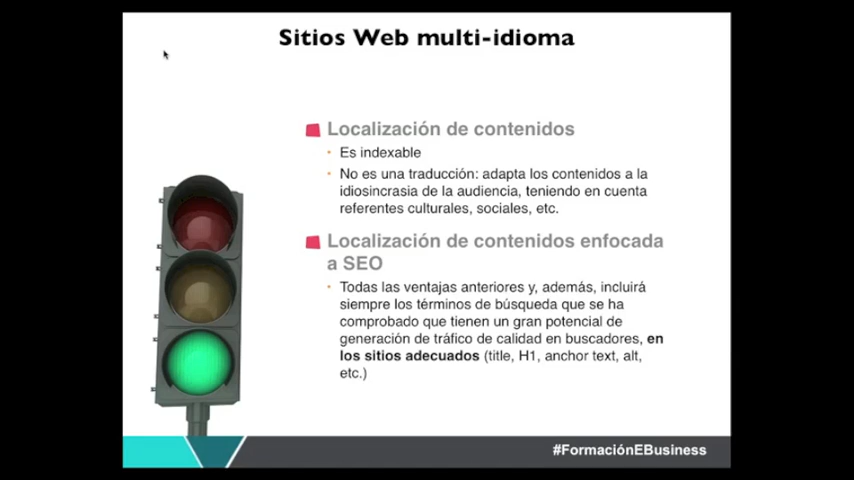 Sitios Web multi-idioma
Localización de contenidos
Es indexable
No es una traducción: adapta los contenidos a la
idiosincrasia de la audiencia, teniendo en cuenta
referentes culturales, sociales, etc.
Localización de contenidos enfocada
a SEO
Todas las ventajas anteriores y, además, incluirá
siempre los términos de búsqueda que se ha
comprobado que tienen un gran potencial de
generación de tráfico de calidad en buscadores, en
los sitios adecuados (title, H1, anchor text, alt,
etc.)
#FormaciónEBusiness